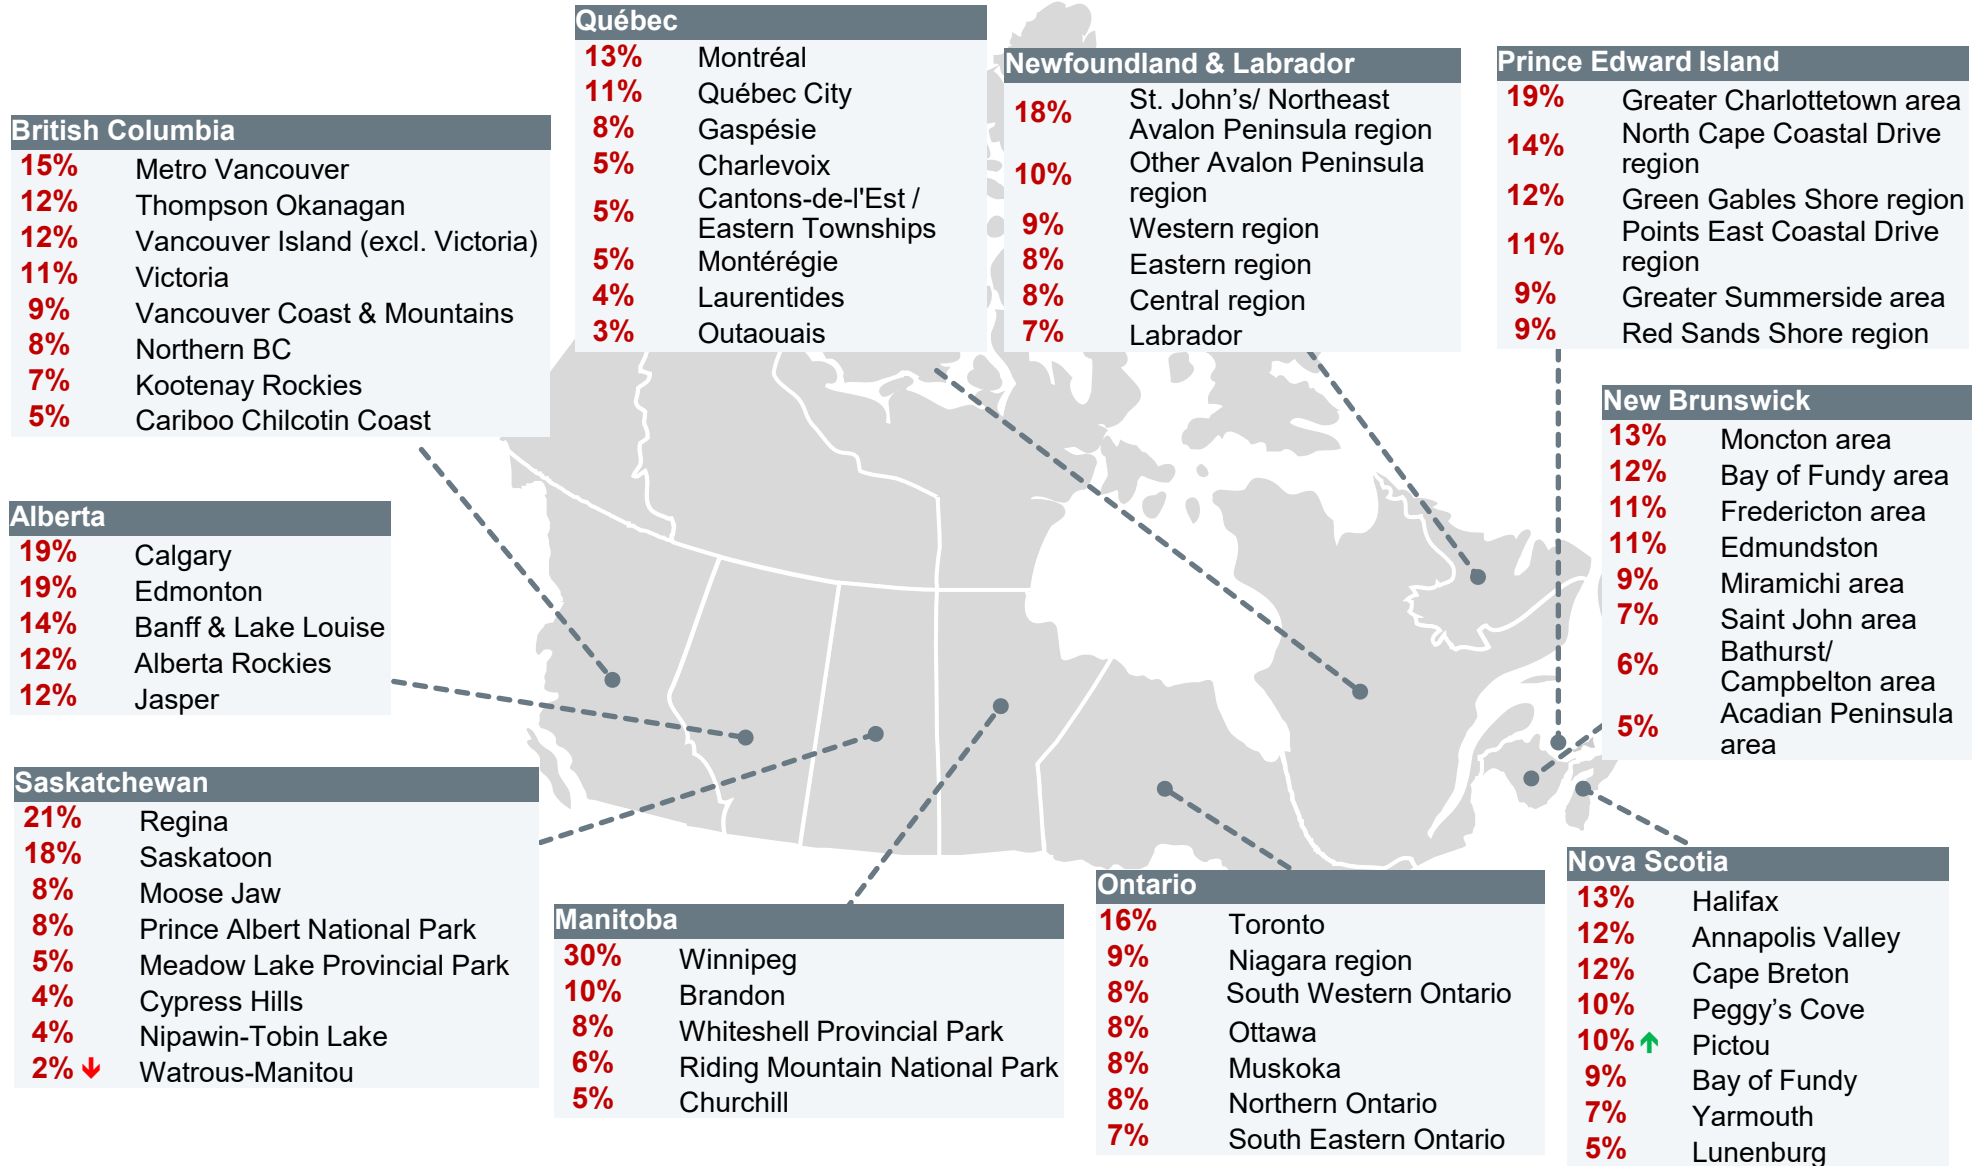 Québec
13% Montréal
11% Québec City
8% Gaspésie
5% Charlevoix
5% Cantons-de-l'Est /
Eastern Townships
5% Montérégie
4% Laurentides
3% Outaouais
Newfoundland & Labrador
18% St. John’s/ Northeast
Avalon Peninsula region
10% Other Avalon Peninsula
region
9% Western region
8% Eastern region
8% Central region
7% Labrador
Prince Edward Island
19% Greater Charlottetown area
14% North Cape Coastal Drive
region
12% Green Gables Shore region
11% Points East Coastal Drive
region
9% Greater Summerside area
9% Red Sands Shore region
British Columbia
15% Metro Vancouver
12% Thompson Okanagan
12% Vancouver Island (excl. Victoria)
11% Victoria
9% Vancouver Coast & Mountains
8% Northern BC
7% Kootenay Rockies
5% Cariboo Chilcotin Coast
New Brunswick
13% Moncton area
12% Bay of Fundy area
11% Fredericton area
11% Edmundston
9% Miramichi area
7% Saint John area
6% Bathurst/
Campbelton area
5% Acadian Peninsula
area
Alberta
19% Calgary
19% Edmonton
14% Banff & Lake Louise
12% Alberta Rockies
12% Jasper
Saskatchewan
21% Regina
18% Saskatoon
8% Moose Jaw
8% Prince Albert National Park
5% Meadow Lake Provincial Park
4% Cypress Hills
4% Nipawin-Tobin Lake
2% Watrous-Manitou
Manitoba
30% Winnipeg
10% Brandon
8% Whiteshell Provincial Park
6% Riding Mountain National Park
5% Churchill
Ontario
16% Toronto
9% Niagara region
8% South Western Ontario
8% Ottawa
8% Muskoka
8% Northern Ontario
7% South Eastern Ontario
Nova Scotia
13% Halifax
12% Annapolis Valley
12% Cape Breton
10% Peggy’s Cove
10% Pictou
9% Bay of Fundy
7% Yarmouth
5% Lunenburg